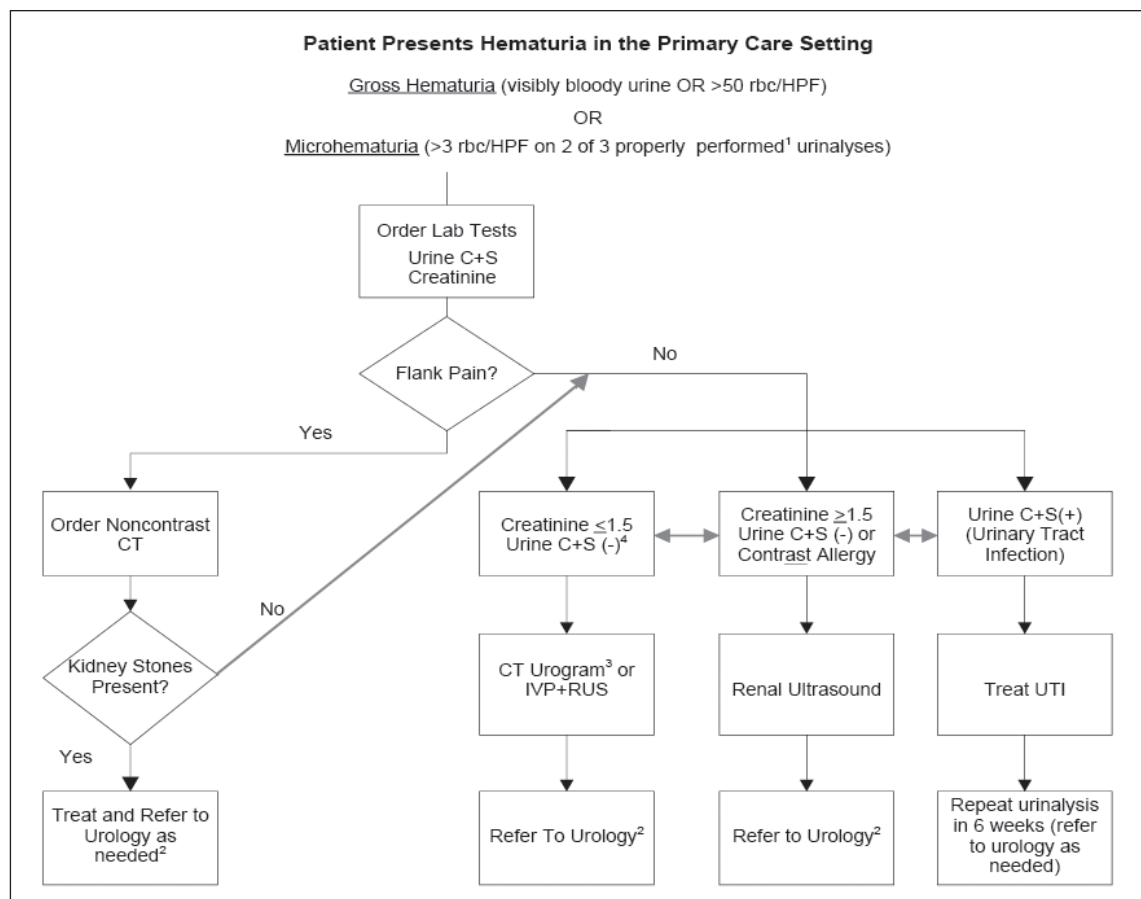 Patient Presents Hematuria in the Primary Care Setting
Gross Hematuria (visibly bloody urine OR >50 rbc/HPF)
OR
Microhematuria (>3 rbc/HPF on 2 of 3 properly performed¹ urinalyses)
Order Lab Tests
Urine C+S
Creatinine
Flank Pain?
No
Yes
Order Noncontrast
CT
Creatinine ≤1.5
Urine C+S (-)⁴
Creatinine ≥1.5
Urine C+S (-) or
Contrast Allergy
Urine C+S(+)
(Urinary Tract
Infection)
No
Kidney Stones
Present?
CT Urogram³ or
IVP+RUS
Renal Ultrasound
Treat UTI
Yes
Treat and Refer to
Urology as
needed²
Refer To Urology²
Refer to Urology²
Repeat urinalysis
in 6 weeks (refer
to urology as
needed)